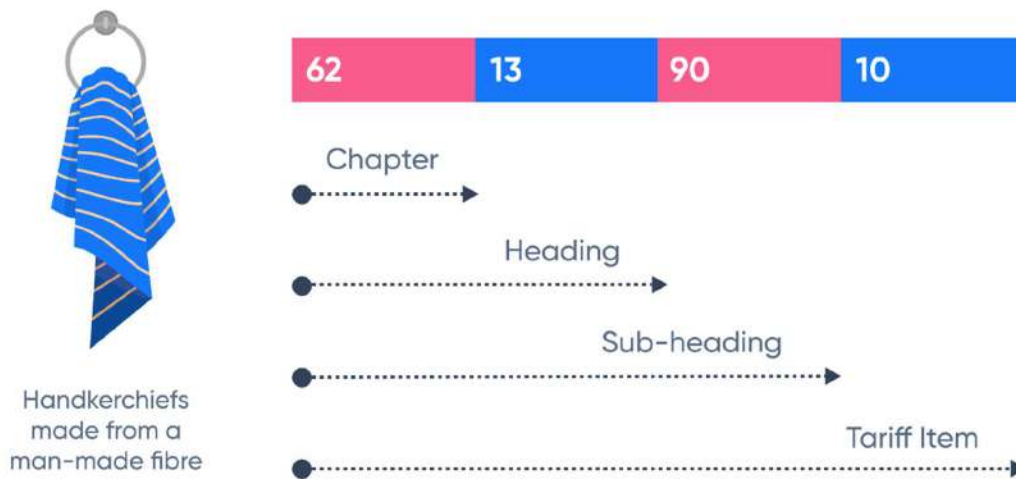 62 13 90 10
Chapter
Heading
Sub-heading
Tariff Item
Handkerchiefs
made from a
man-made fibre